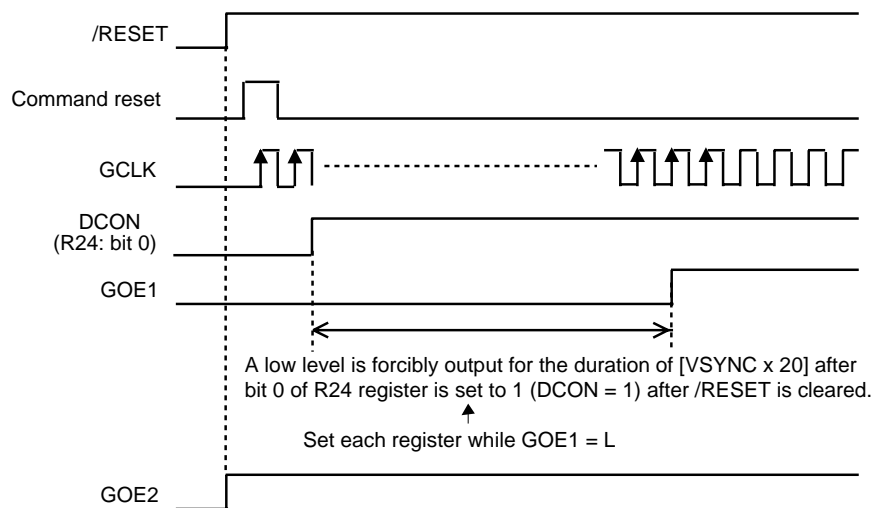 /RESET
Command reset
GCLK
DCON
(R24: bit 0)
GOE1
A low level is forcibly output for the duration of [VSYNC x 20] after
bit 0 of R24 register is set to 1 (DCON = 1) after /RESET is cleared.
Set each register while GOE1 = L
GOE2